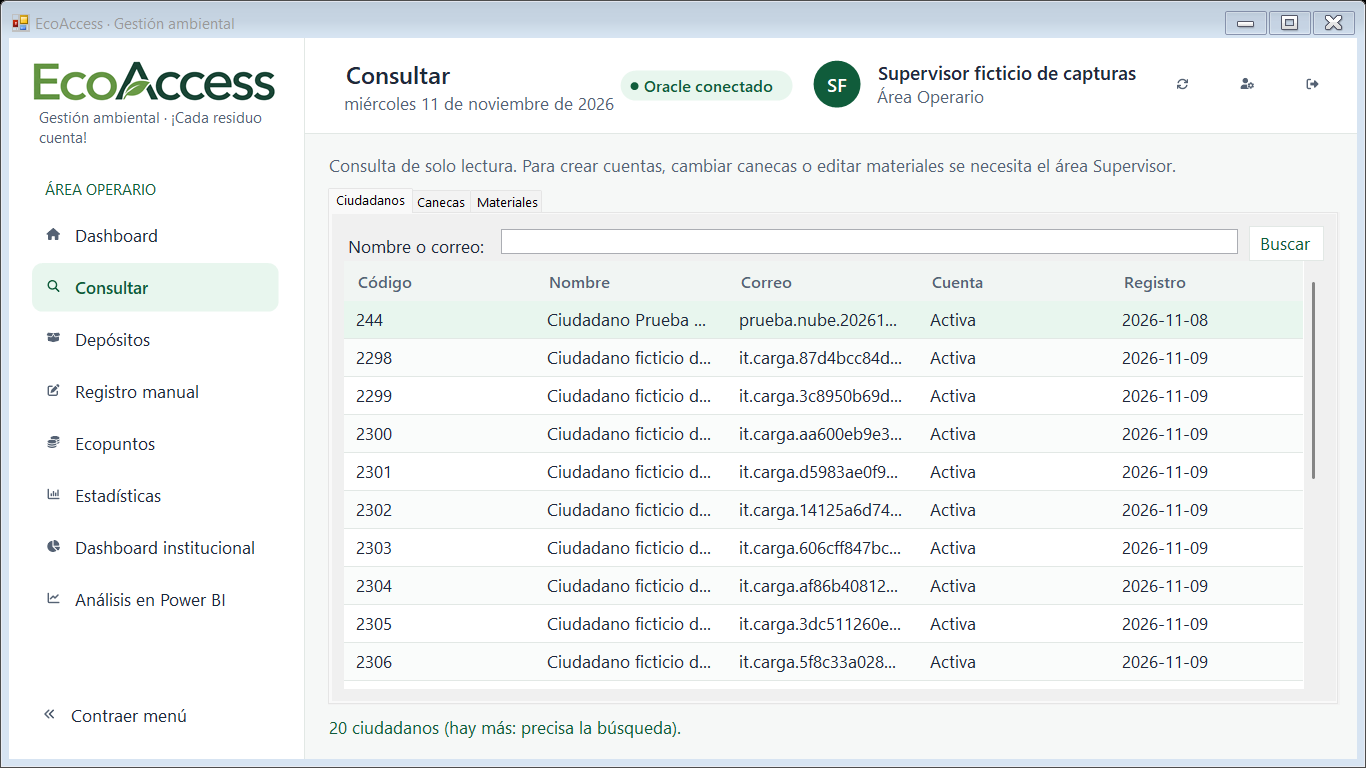 EcoAccess · Gestión ambiental
EcoAccess
Gestión ambiental · ¡Cada residuo
cuenta!
ÁREA OPERARIO
Dashboard
Consultar
Depósitos
Registro manual
Ecopuntos
Estadísticas
Dashboard institucional
Análisis en Power BI
Contraer menú
Consultar
miércoles 11 de noviembre de 2026
Oracle conectado
SF
Supervisor ficticio de capturas
Área Operario
Consulta de solo lectura. Para crear cuentas, cambiar canecas o editar materiales se necesita el área Supervisor.
Ciudadanos Canecas Materiales
Nombre o correo: Buscar
Código Nombre Correo Cuenta Registro
244 Ciudadano Prueba ... prueba.nube.20261... Activa 2026-11-08
2298 Ciudadano ficticio d... it.carga.87d4bcc84d... Activa 2026-11-09
2299 Ciudadano ficticio d... it.carga.3c8950b69d... Activa 2026-11-09
2300 Ciudadano ficticio d... it.carga.aa600eb9e3... Activa 2026-11-09
2301 Ciudadano ficticio d... it.carga.d5983ae0f9... Activa 2026-11-09
2302 Ciudadano ficticio d... it.carga.14125a6d74... Activa 2026-11-09
2303 Ciudadano ficticio d... it.carga.606cff847bc... Activa 2026-11-09
2304 Ciudadano ficticio d... it.carga.af86b40812... Activa 2026-11-09
2305 Ciudadano ficticio d... it.carga.3dc511260e... Activa 2026-11-09
2306 Ciudadano ficticio d... it.carga.5f8c33a028... Activa 2026-11-09
20 ciudadanos (hay más: precisa la búsqueda).